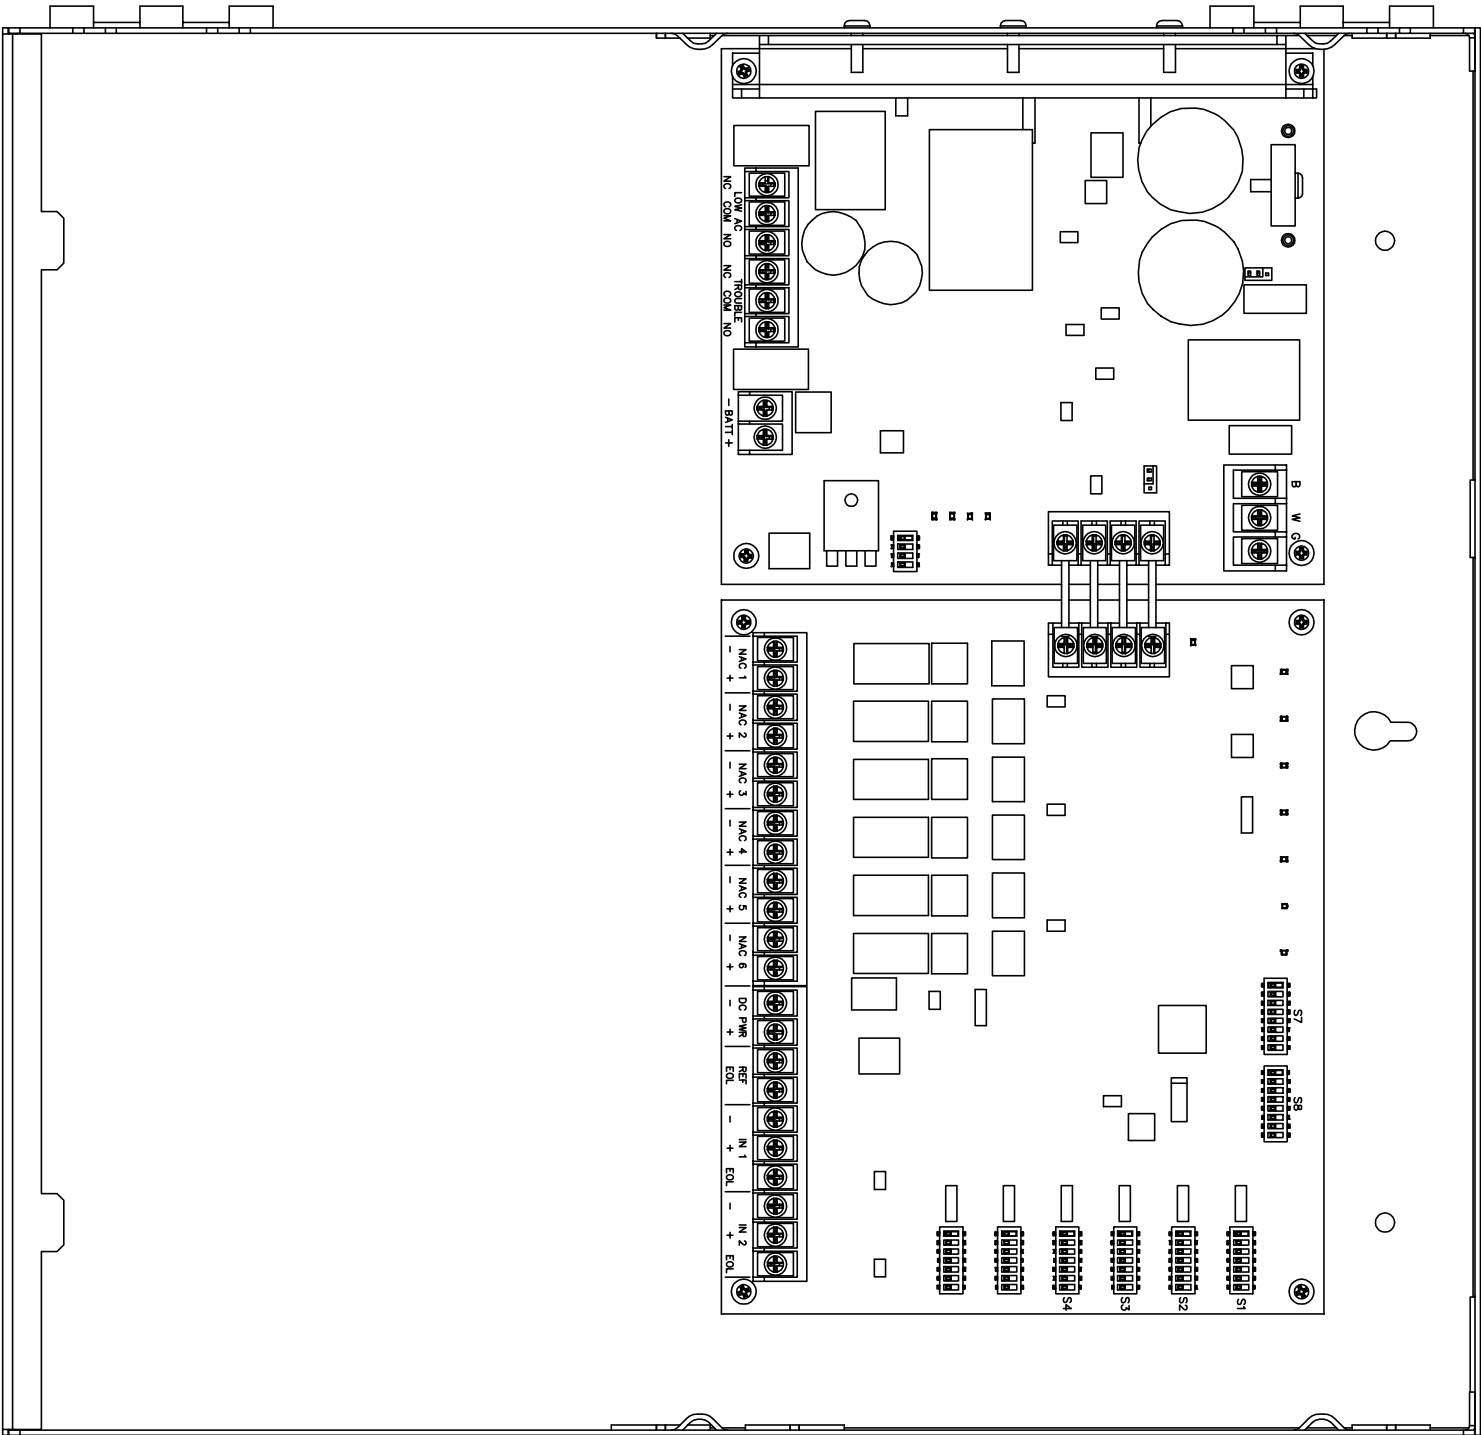 LOW AC
NC COM NO
TROUBLE
NC COM NO
- BATT +
B W G
NAC 1
- +
NAC 2
- +
NAC 3
- +
NAC 4
- +
NAC 5
- +
NAC 6
- +
DC PWR
- +
REF
EOL
IN 1
- + EOL
IN 2
- + EOL
S7
S8
S4
S3
S2
S1